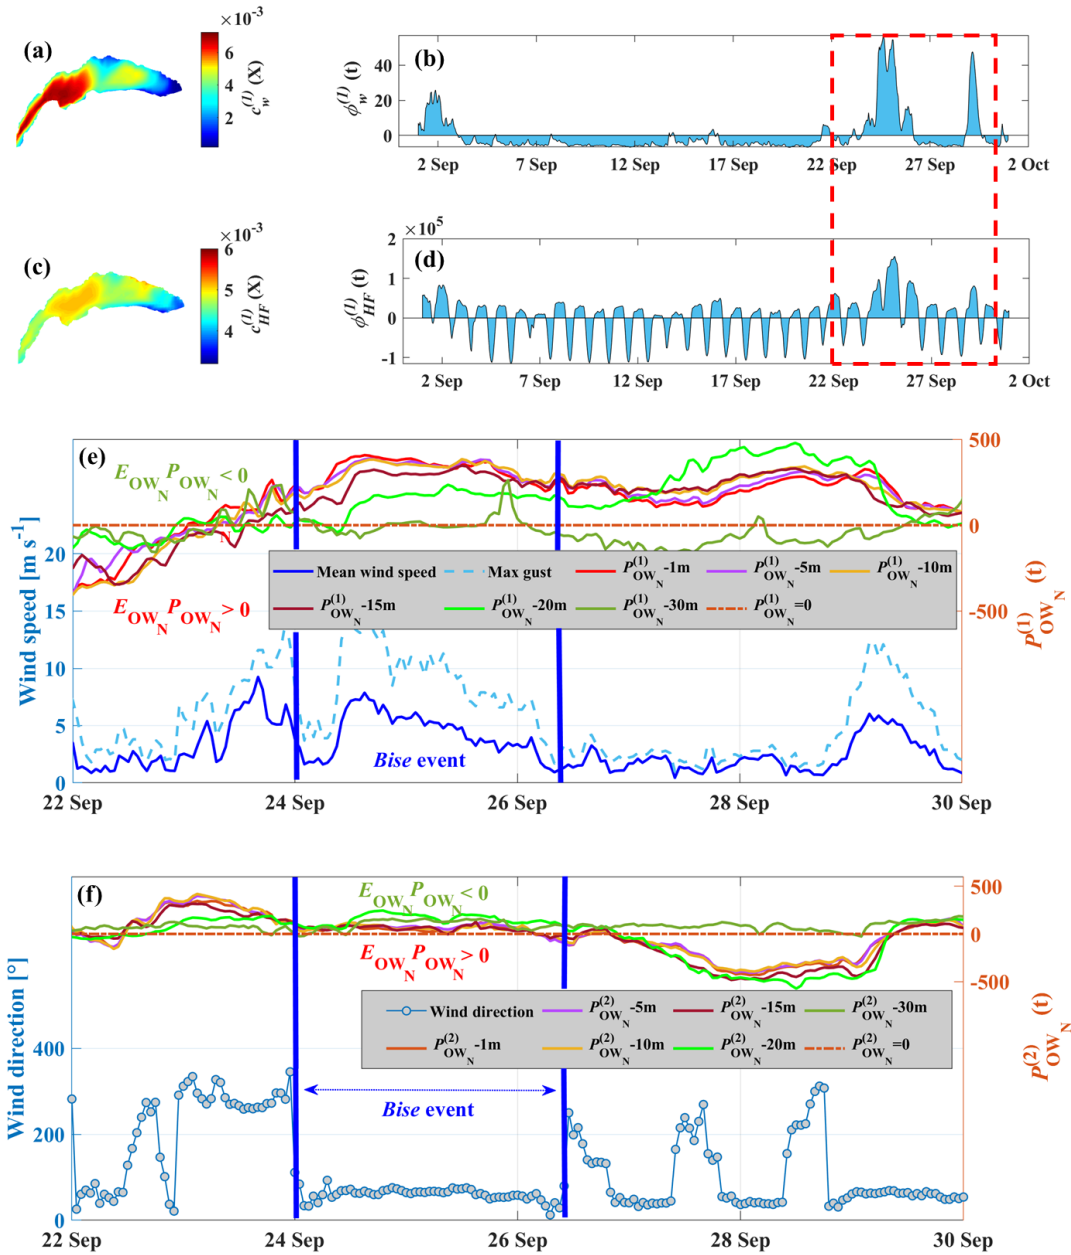 (a)
×10⁻³
6
4
2
c_w^(1) (X)
(b)
ϕ_w^(1) (t)
40
20
0
2 Sep 7 Sep 12 Sep 17 Sep 22 Sep 27 Sep 2 Oct
(c)
×10⁻³
6
5
4
c_HF^(1) (X)
(d)
×10⁵
ϕ_HF^(1) (t)
2
1
0
-1
2 Sep 7 Sep 12 Sep 17 Sep 22 Sep 27 Sep 2 Oct
(e)
E_OW_N P_OW_N < 0
E_OW_N P_OW_N > 0
Wind speed [m s⁻¹]
20
15
10
5
0
500
0
-500
P_OW_N^(1) (t)
Mean wind speed Max gust P_OW_N^(1)-1m P_OW_N^(1)-5m P_OW_N^(1)-10m
P_OW_N^(1)-15m P_OW_N^(1)-20m P_OW_N^(1)-30m P_OW_N^(1)=0
Bise event
22 Sep 24 Sep 26 Sep 28 Sep 30 Sep
(f)
E_OW_N P_OW_N < 0
E_OW_N P_OW_N > 0
Wind direction [°]
400
200
0
500
0
-500
P_OW_N^(2) (t)
Wind direction P_OW_N^(2)-5m P_OW_N^(2)-15m P_OW_N^(2)-30m
P_OW_N^(2)-1m P_OW_N^(2)-10m P_OW_N^(2)-20m P_OW_N^(2)=0
Bise event
22 Sep 24 Sep 26 Sep 28 Sep 30 Sep